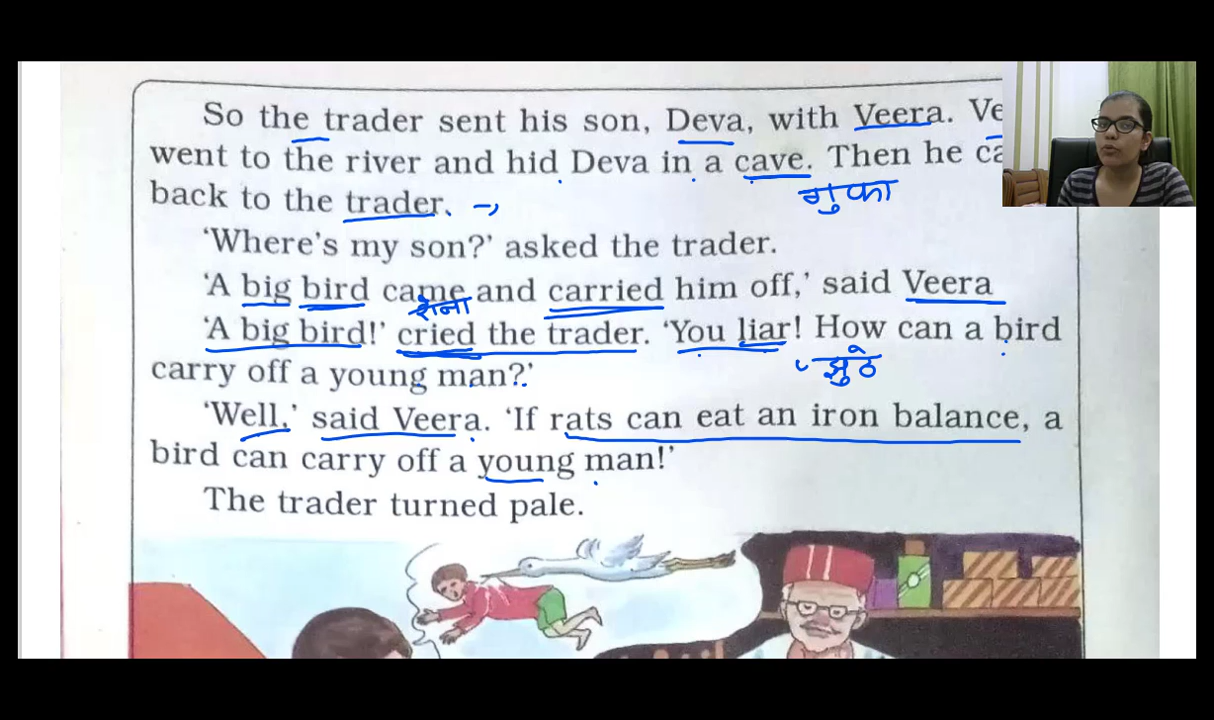 So the trader sent his son, Deva, with Veera. Ve
went to the river and hid Deva in a cave. Then he ca
back to the trader.
गुफा
‘Where’s my son?’ asked the trader.
‘A big bird came and carried him off,’ said Veera
रोना
‘A big bird!’ cried the trader. ‘You liar! How can a bird
carry off a young man?’
झुठे
‘Well,’ said Veera. ‘If rats can eat an iron balance, a
bird can carry off a young man!’
The trader turned pale.